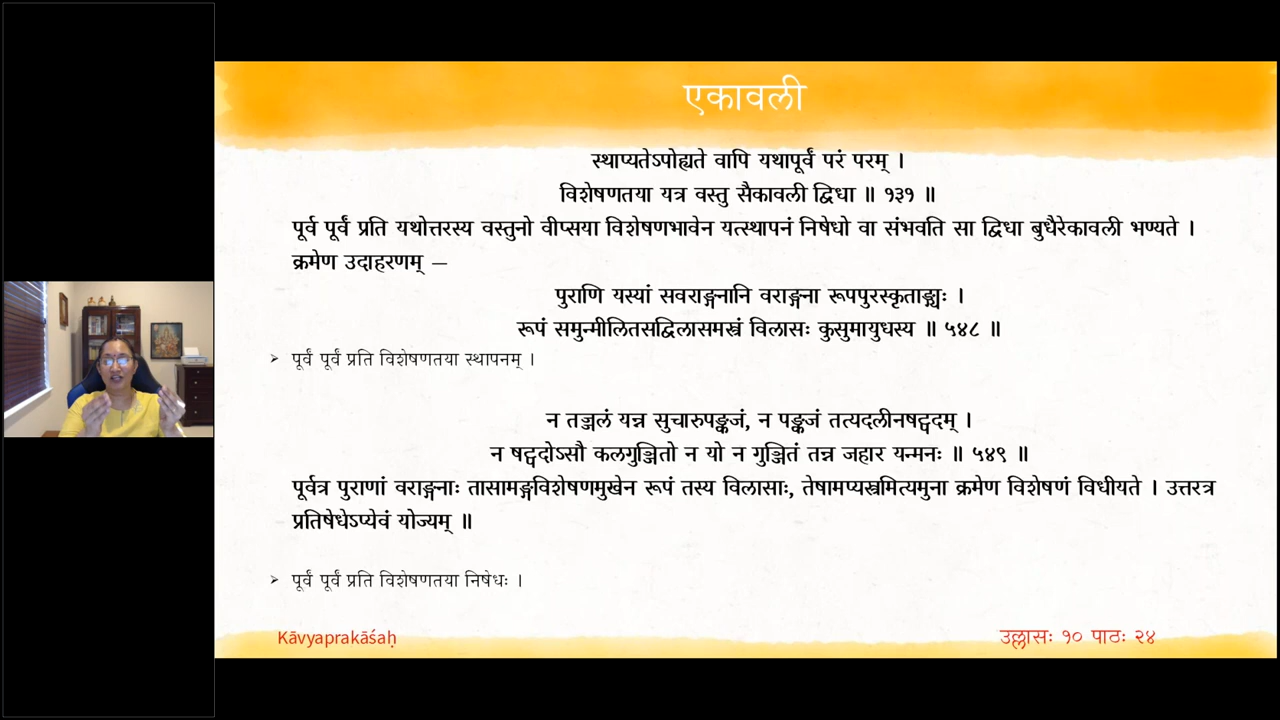 एकावली
स्थाप्यतेऽपोह्यते वापि यथापूर्वं परं परम् ।
विशेषणतया यत्र वस्तु सैकावली द्विधा ॥ १३१ ॥
पूर्व पूर्वं प्रति यथोत्तरस्य वस्तुनो वीप्सया विशेषणभावेन यत्स्थापनं निषेधो वा संभवति सा द्विधा बुधैरेकावली भण्यते ।
क्रमेण उदाहरणम् —
पुराणि यस्यां सवराङ्गनानि वराङ्गना रूपपुरस्कृताङ्ग्यः ।
रूपं समुन्मीलितसद्विलासमस्त्रं विलासः कुसुमायुधस्य ॥ ५४८ ॥
➢ पूर्वं पूर्वं प्रति विशेषणतया स्थापनम् ।
न तज्जलं यन्न सुचारुपङ्कजं, न पङ्कजं तत्यदलीनषट्पदम् ।
न षट्पदोऽसौ कलगुञ्जितो न यो न गुञ्जितं तन्न जहार यन्मनः ॥ ५४९ ॥
पूर्वत्र पुराणां वराङ्गनाः तासामङ्गविशेषणमुखेन रूपं तस्य विलासाः, तेषामप्यस्त्रमित्यमुना क्रमेण विशेषणं विधीयते । उत्तरत्र
प्रतिषेधेऽप्येवं योज्यम् ॥
➢ पूर्वं पूर्वं प्रति विशेषणतया निषेधः ।
Kāvyaprakāśaḥ
उल्लासः १० पाठः २४